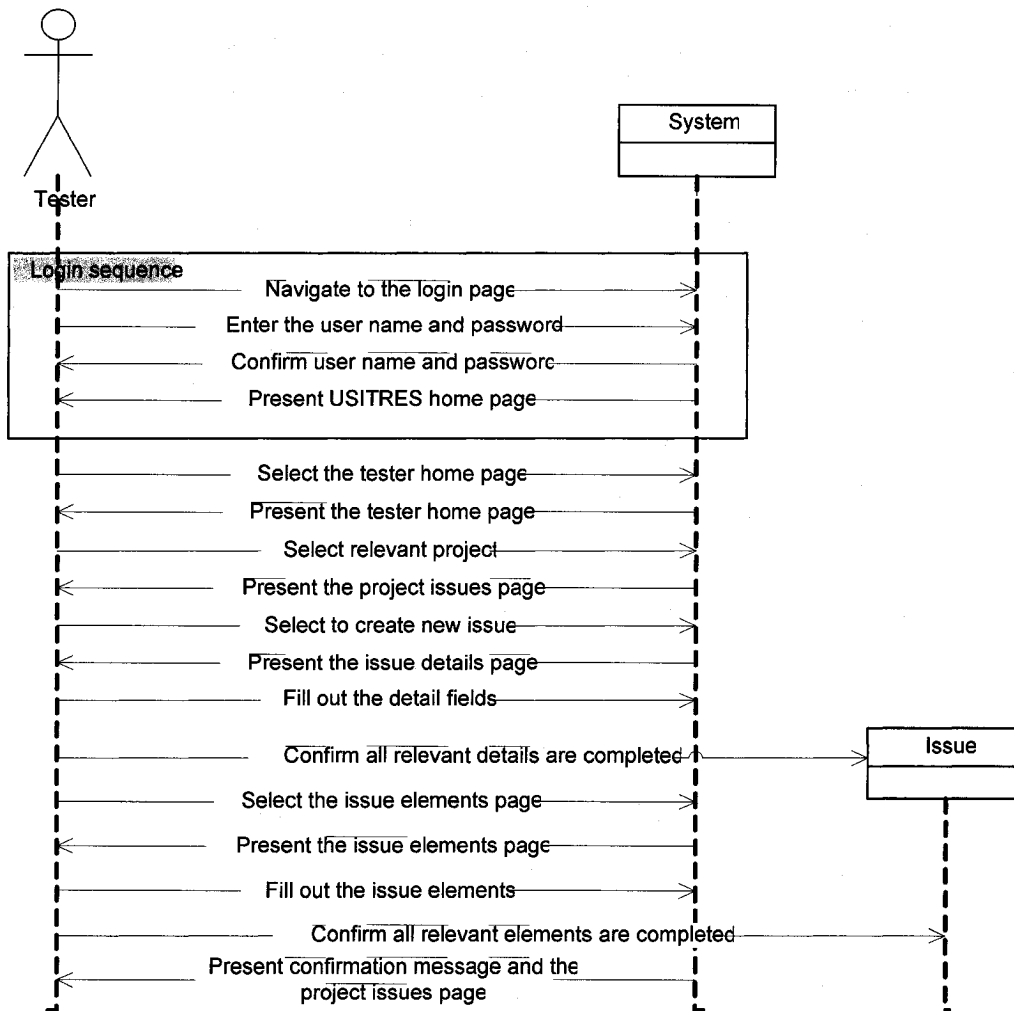 System
Tester
Login sequence
Navigate to the login page
Enter the user name and password
Confirm user name and password
Present USITRES home page
Select the tester home page
Present the tester home page
Select relevant project
Present the project issues page
Select to create new issue
Present the issue details page
Fill out the detail fields
Issue
Confirm all relevant details are completed
Select the issue elements page
Present the issue elements page
Fill out the issue elements
Confirm all relevant elements are completed
Present confirmation message and the
project issues page